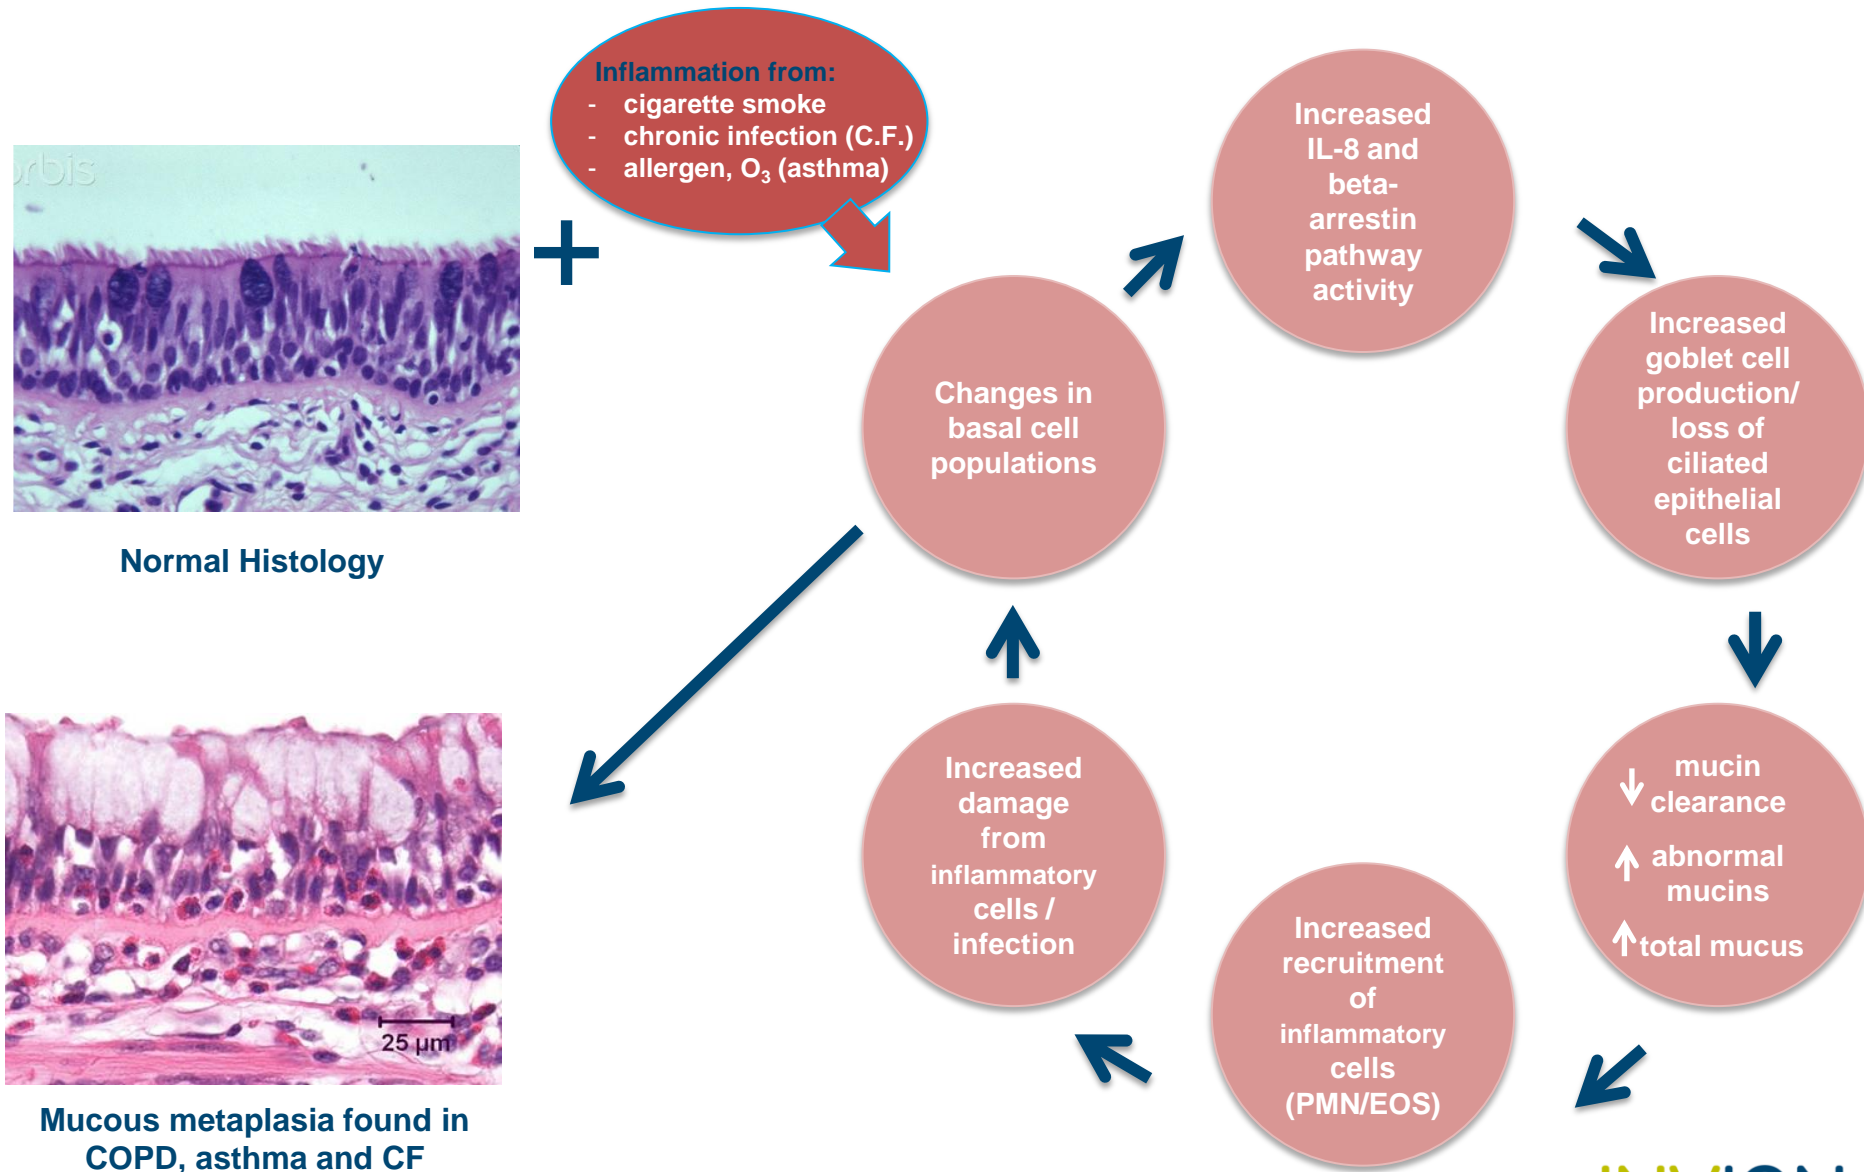 Inflammation from:
- cigarette smoke
- chronic infection (C.F.)
- allergen, O₃ (asthma)
orbis
+
Normal Histology
Changes in
basal cell
populations
Increased
IL-8 and
beta-
arrestin
pathway
activity
Increased
goblet cell
production/
loss of
ciliated
epithelial
cells
↓ mucin
clearance
↑ abnormal
mucins
↑ total mucus
Increased
recruitment
of
inflammatory
cells
(PMN/EOS)
Increased
damage
from
inflammatory
cells /
infection
25 µm
Mucous metaplasia found in
COPD, asthma and CF
INVION